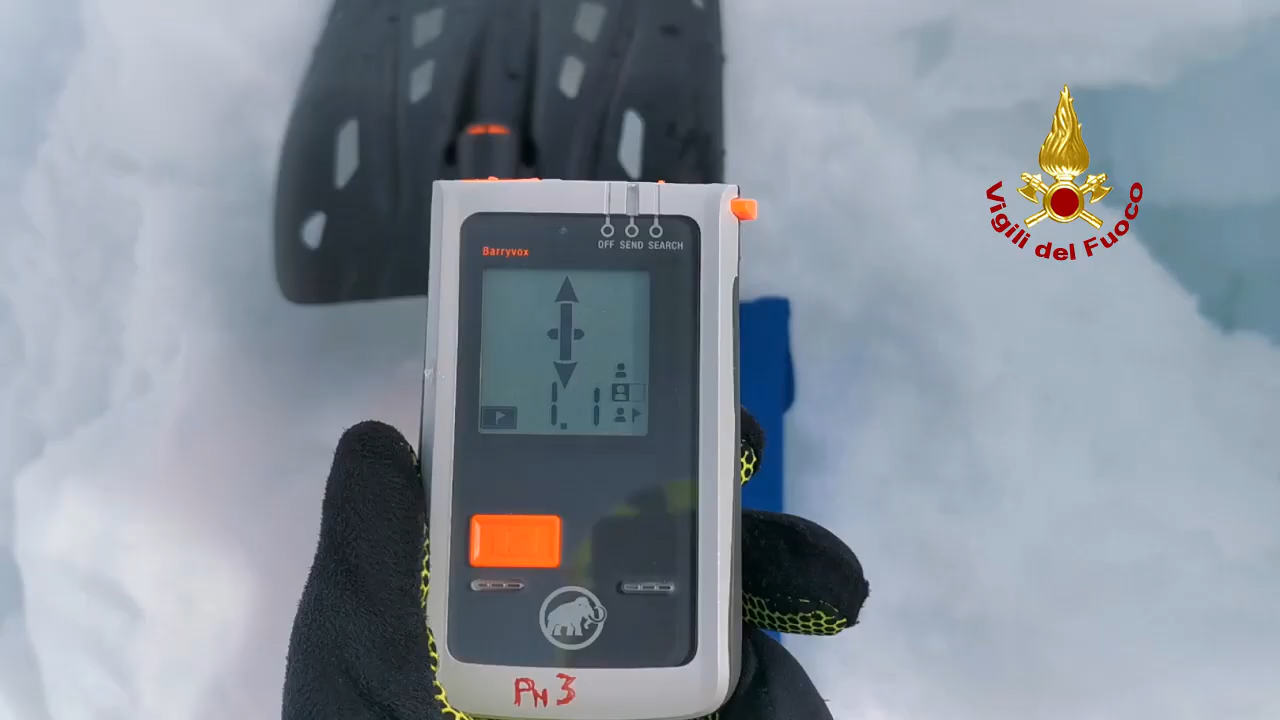 OFF SEND SEARCH
Barryvox
1.1
PN 3
Vigili del Fuoco